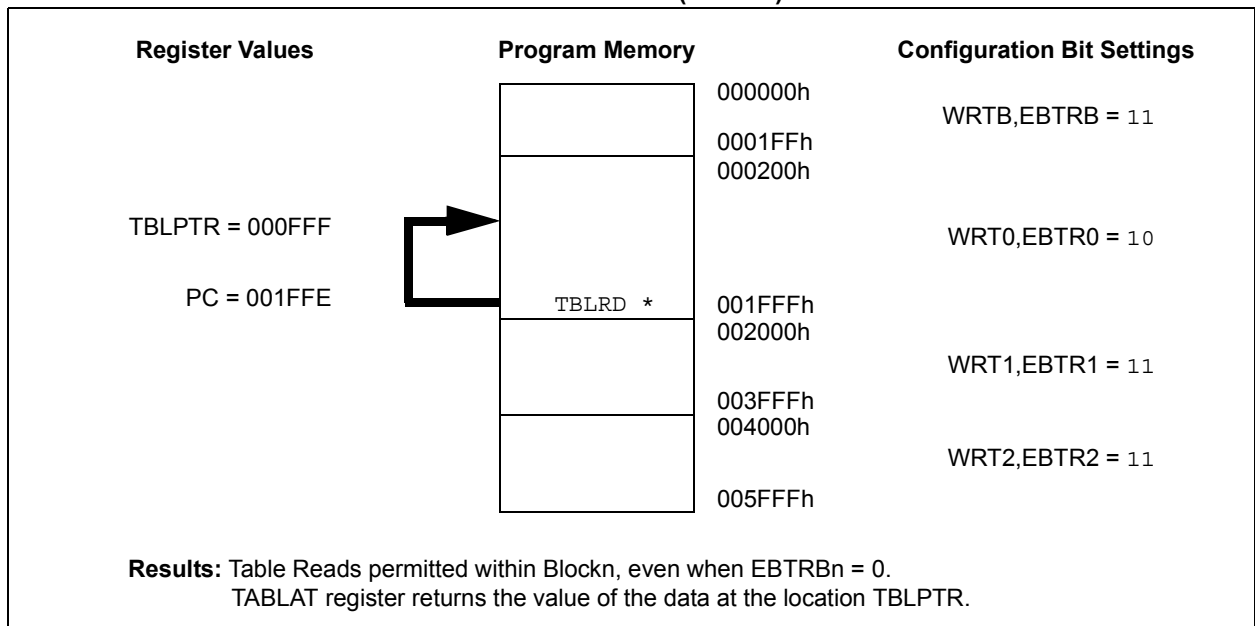 Register Values Program Memory Configuration Bit Settings
000000h
WRTB,EBTRB = 11
0001FFh
000200h
TBLPTR = 000FFF
WRT0,EBTR0 = 10
PC = 001FFE
TBLRD * 001FFFh
002000h
WRT1,EBTR1 = 11
003FFFh
004000h
WRT2,EBTR2 = 11
005FFFh
Results: Table Reads permitted within Blockn, even when EBTRBn = 0.
TABLAT register returns the value of the data at the location TBLPTR.